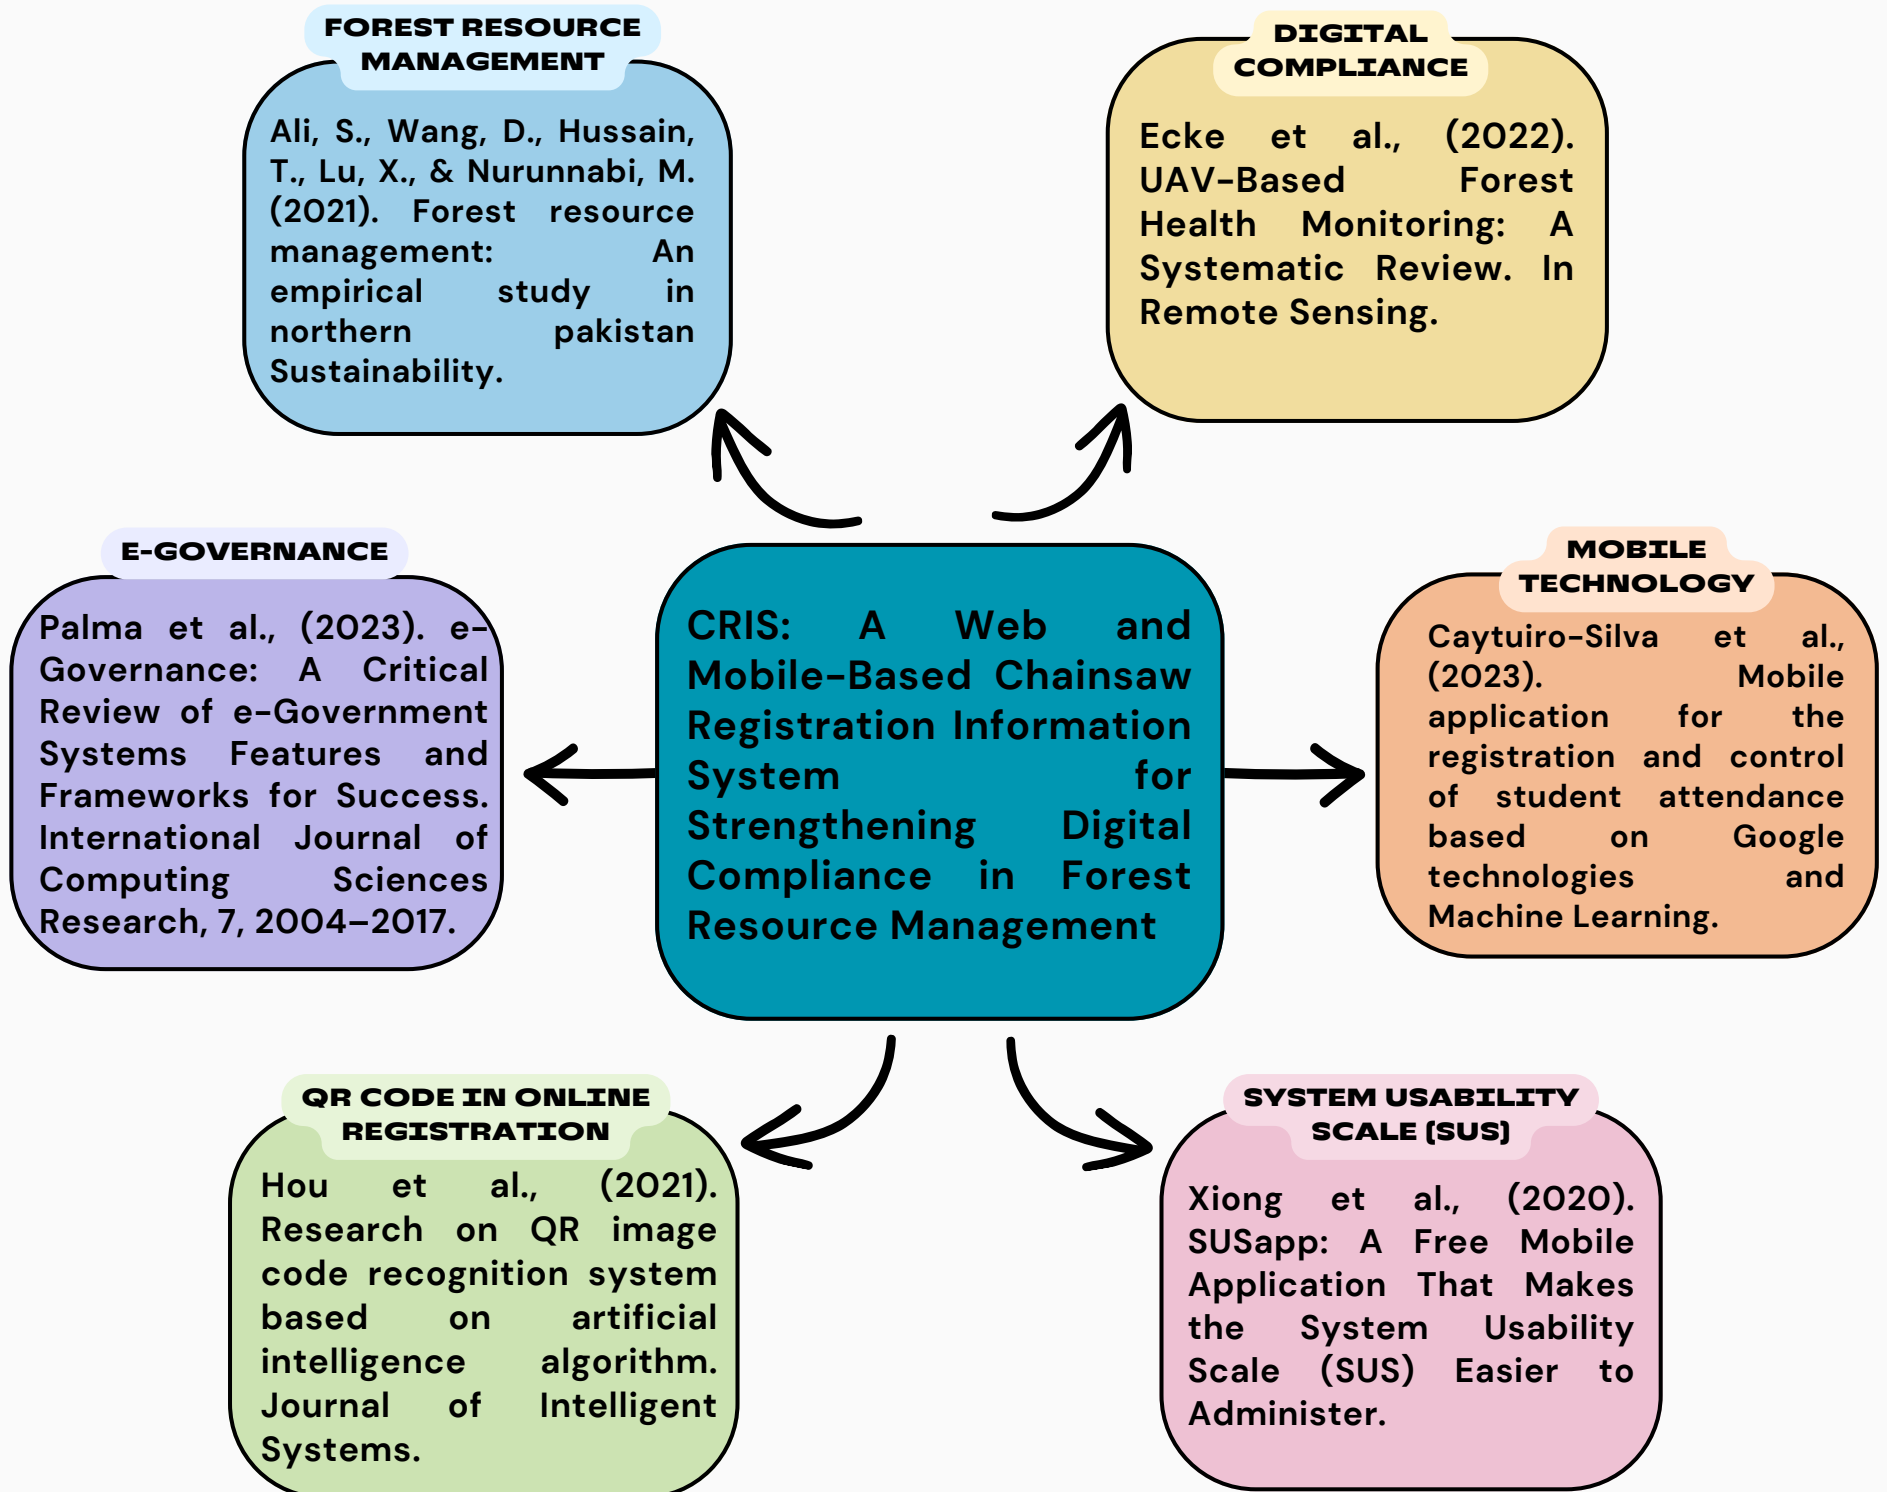 FOREST RESOURCE
MANAGEMENT
Ali, S., Wang, D., Hussain,
T., Lu, X., & Nurunnabi, M.
(2021). Forest resource
management: An
empirical study in
northern pakistan
Sustainability.
DIGITAL
COMPLIANCE
Ecke et al., (2022).
UAV-Based Forest
Health Monitoring: A
Systematic Review. In
Remote Sensing.
E-GOVERNANCE
Palma et al., (2023). e-
Governance: A Critical
Review of e-Government
Systems Features and
Frameworks for Success.
International Journal of
Computing Sciences
Research, 7, 2004–2017.
CRIS: A Web and
Mobile-Based Chainsaw
Registration Information
System for
Strengthening Digital
Compliance in Forest
Resource Management
MOBILE
TECHNOLOGY
Caytuiro-Silva et al.,
(2023). Mobile
application for the
registration and control
of student attendance
based on Google
technologies and
Machine Learning.
QR CODE IN ONLINE
REGISTRATION
Hou et al., (2021).
Research on QR image
code recognition system
based on artificial
intelligence algorithm.
Journal of Intelligent
Systems.
SYSTEM USABILITY
SCALE (SUS)
Xiong et al., (2020).
SUSapp: A Free Mobile
Application That Makes
the System Usability
Scale (SUS) Easier to
Administer.